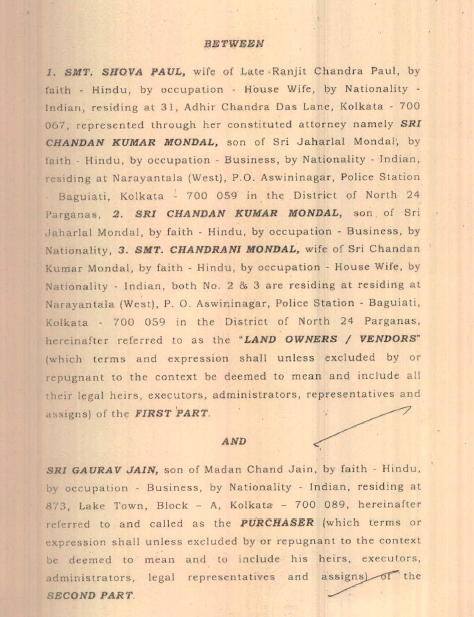 BETWEEN
1. SMT. SHOVA PAUL, wife of Late Ranjit Chandra Paul, by
faith - Hindu, by occupation - House Wife, by Nationality -
Indian, residing at 31, Adhir Chandra Das Lane, Kolkata - 700
067, represented through her constituted attorney namely SRI
CHANDAN KUMAR MONDAL, son of Sri Jaharlal Mondal, by
faith - Hindu, by occupation - Business, by Nationality - Indian,
residing at Narayantala (West), P.O. Aswininagar, Police Station
- Baguiati, Kolkata - 700 059 in the District of North 24
Parganas, 2. SRI CHANDAN KUMAR MONDAL, son of Sri
Jaharlal Mondal, by faith - Hindu, by occupation - Business, by
Nationality, 3. SMT. CHANDRANI MONDAL, wife of Sri Chandan
Kumar Mondal, by faith - Hindu, by occupation - House Wife, by
Nationality - Indian, both No. 2 & 3 are residing at residing at
Narayantala (West), P. O. Aswininagar, Police Station - Baguiati,
Kolkata - 700 059 in the District of North 24 Parganas,
hereinafter referred to as the "LAND OWNERS / VENDORS"
(which terms and expression shall unless excluded by or
repugnant to the context be deemed to mean and include all
their legal heirs, executors, administrators, representatives and
assigns) of the FIRST PART.
AND
SRI GAURAV JAIN, son of Madan Chand Jain, by faith - Hindu,
by occupation - Business, by Nationality - Indian, residing at
873, Lake Town, Block – A, Kolkata – 700 089, hereinafter
referred to and called as the PURCHASER (which terms or
expression shall unless excluded by or repugnant to the context
be deemed to mean and to include his heirs, executors,
administrators, legal representatives and assigns) of the
SECOND PART.